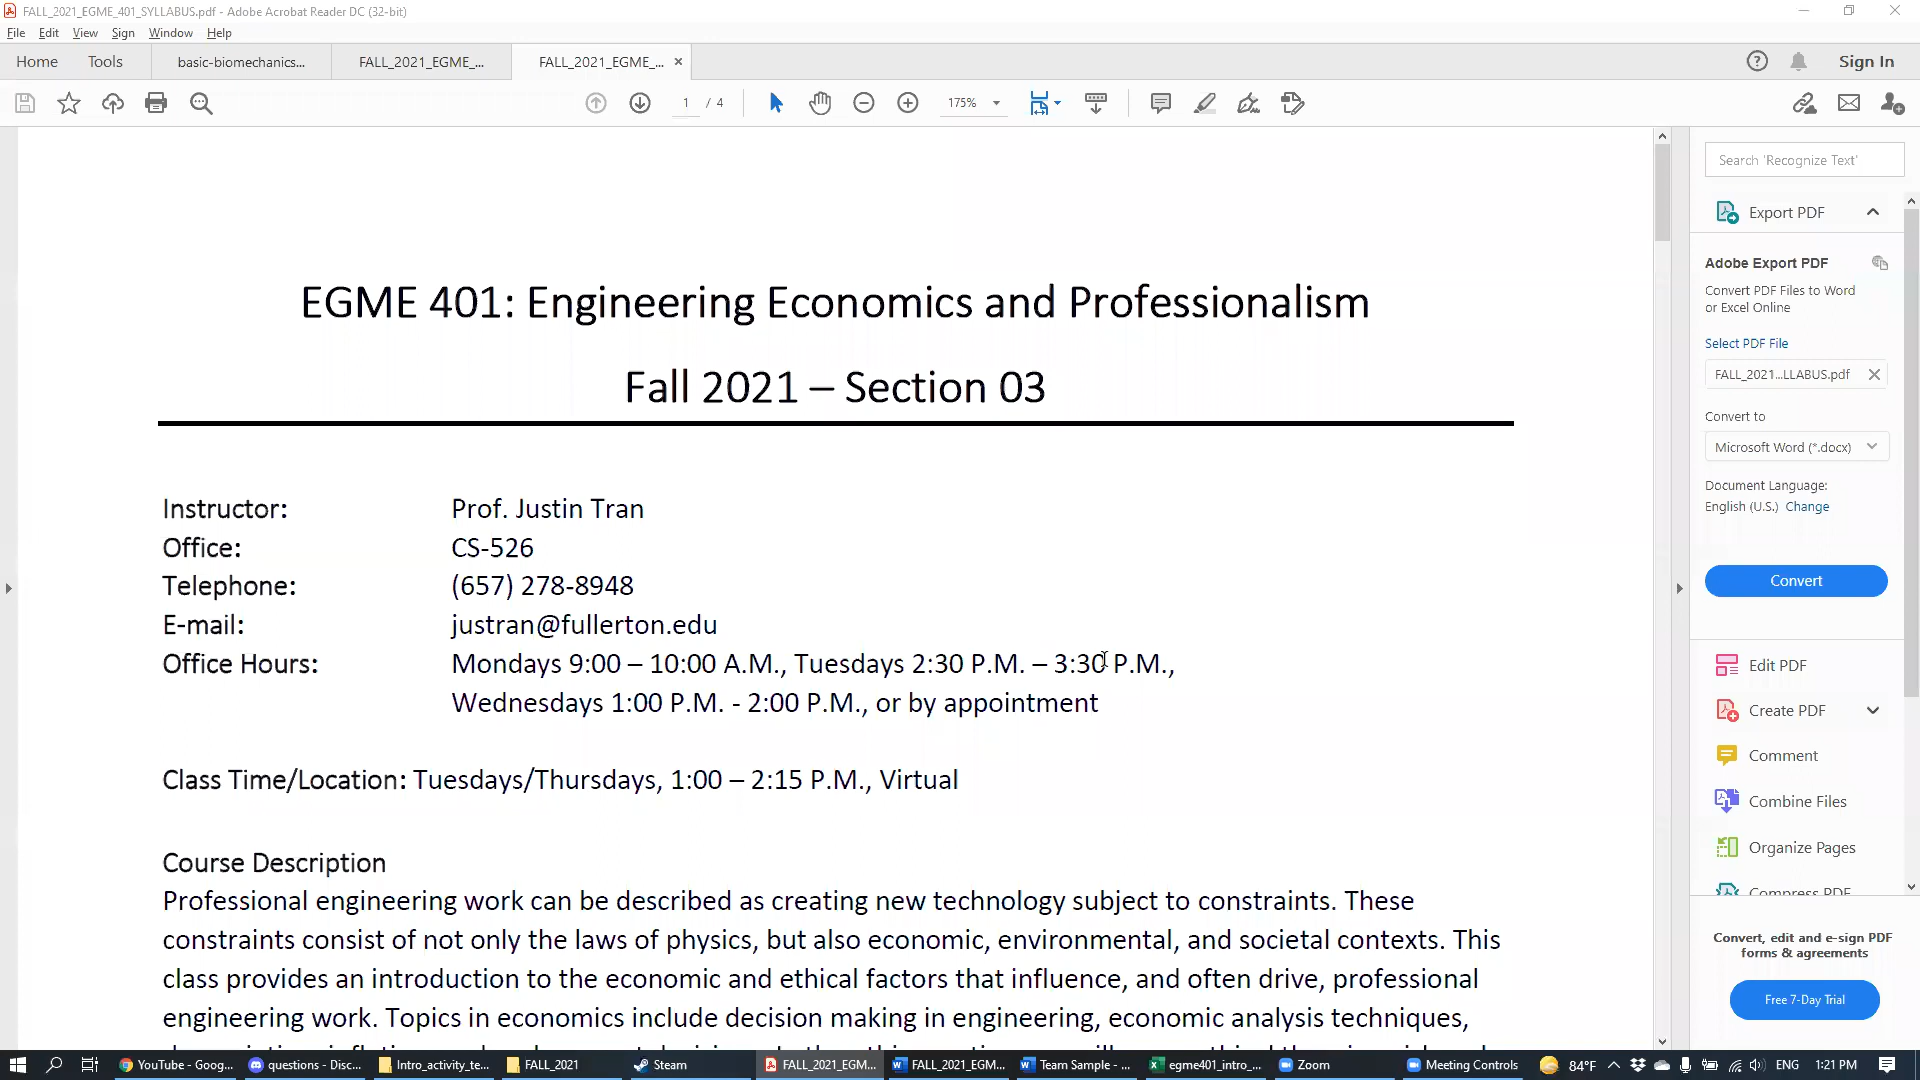 FALL_2021_EGME_401_SYLLABUS.pdf - Adobe Acrobat Reader DC (32-bit)
File Edit View Sign Window Help
Home Tools basic-biomechanics... FALL_2021_EGME_... FALL_2021_EGME_... Sign In
1 / 4 175%
Search 'Recognize Text'
Export PDF
Adobe Export PDF
Convert PDF Files to Word
or Excel Online
Select PDF File
FALL_2021...LLABUS.pdf
Convert to
Microsoft Word (*.docx)
Document Language:
English (U.S.) Change
Convert
Edit PDF
Create PDF
Comment
Combine Files
Organize Pages
Compress PDF
Convert, edit and e-sign PDF
forms & agreements
Free 7-Day Trial
EGME 401: Engineering Economics and Professionalism
Fall 2021 – Section 03
Instructor: Prof. Justin Tran
Office: CS-526
Telephone: (657) 278-8948
E-mail: justran@fullerton.edu
Office Hours: Mondays 9:00 – 10:00 A.M., Tuesdays 2:30 P.M. – 3:30 P.M.,
Wednesdays 1:00 P.M. - 2:00 P.M., or by appointment
Class Time/Location: Tuesdays/Thursdays, 1:00 – 2:15 P.M., Virtual
Course Description
Professional engineering work can be described as creating new technology subject to constraints. These
constraints consist of not only the laws of physics, but also economic, environmental, and societal contexts. This
class provides an introduction to the economic and ethical factors that influence, and often drive, professional
engineering work. Topics in economics include decision making in engineering, economic analysis techniques,
YouTube - Goog... questions - Disc... Intro_activity_te... FALL_2021 Steam FALL_2021_EGM... FALL_2021_EGM... Team Sample - ... egme401_intro_... Zoom Meeting Controls 84°F ENG 1:21 PM